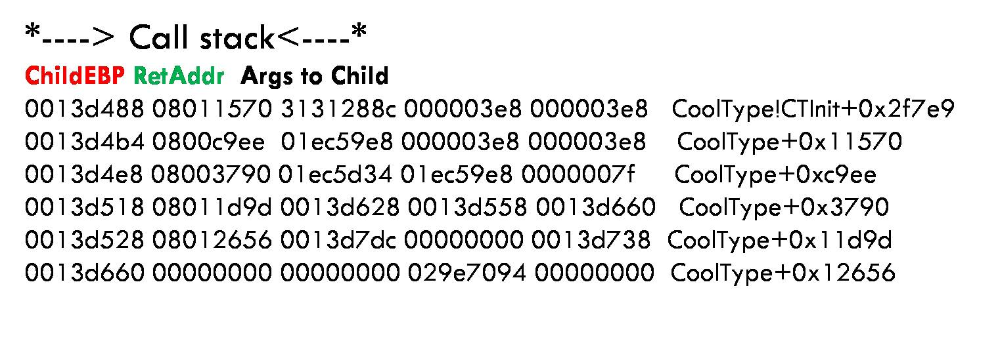 *----> Call stack<----*
ChildEBP RetAddr Args to Child
0013d488 08011570 3131288c 000003e8 000003e8 CoolType!CTInit+0x2f7e9
0013d4b4 0800c9ee 01ec59e8 000003e8 000003e8 CoolType+0x11570
0013d4e8 08003790 01ec5d34 01ec59e8 0000007f CoolType+0xc9ee
0013d518 08011d9d 0013d628 0013d558 0013d660 CoolType+0x3790
0013d528 08012656 0013d7dc 00000000 0013d738 CoolType+0x11d9d
0013d660 00000000 00000000 029e7094 00000000 CoolType+0x12656